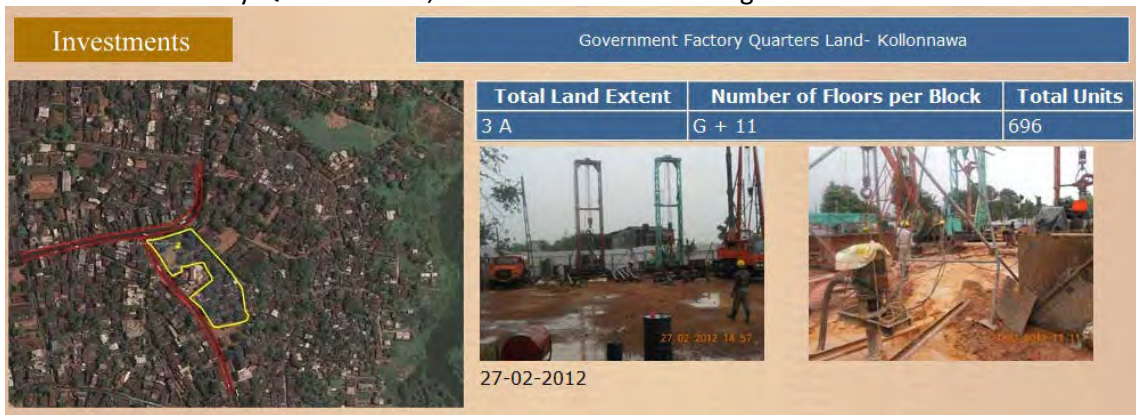 Investments
Government Factory Quarters Land- Kollonnawa
Total Land Extent Number of Floors per Block Total Units
3 A G + 11 696
27 02 2012 14 57
27-02-2012